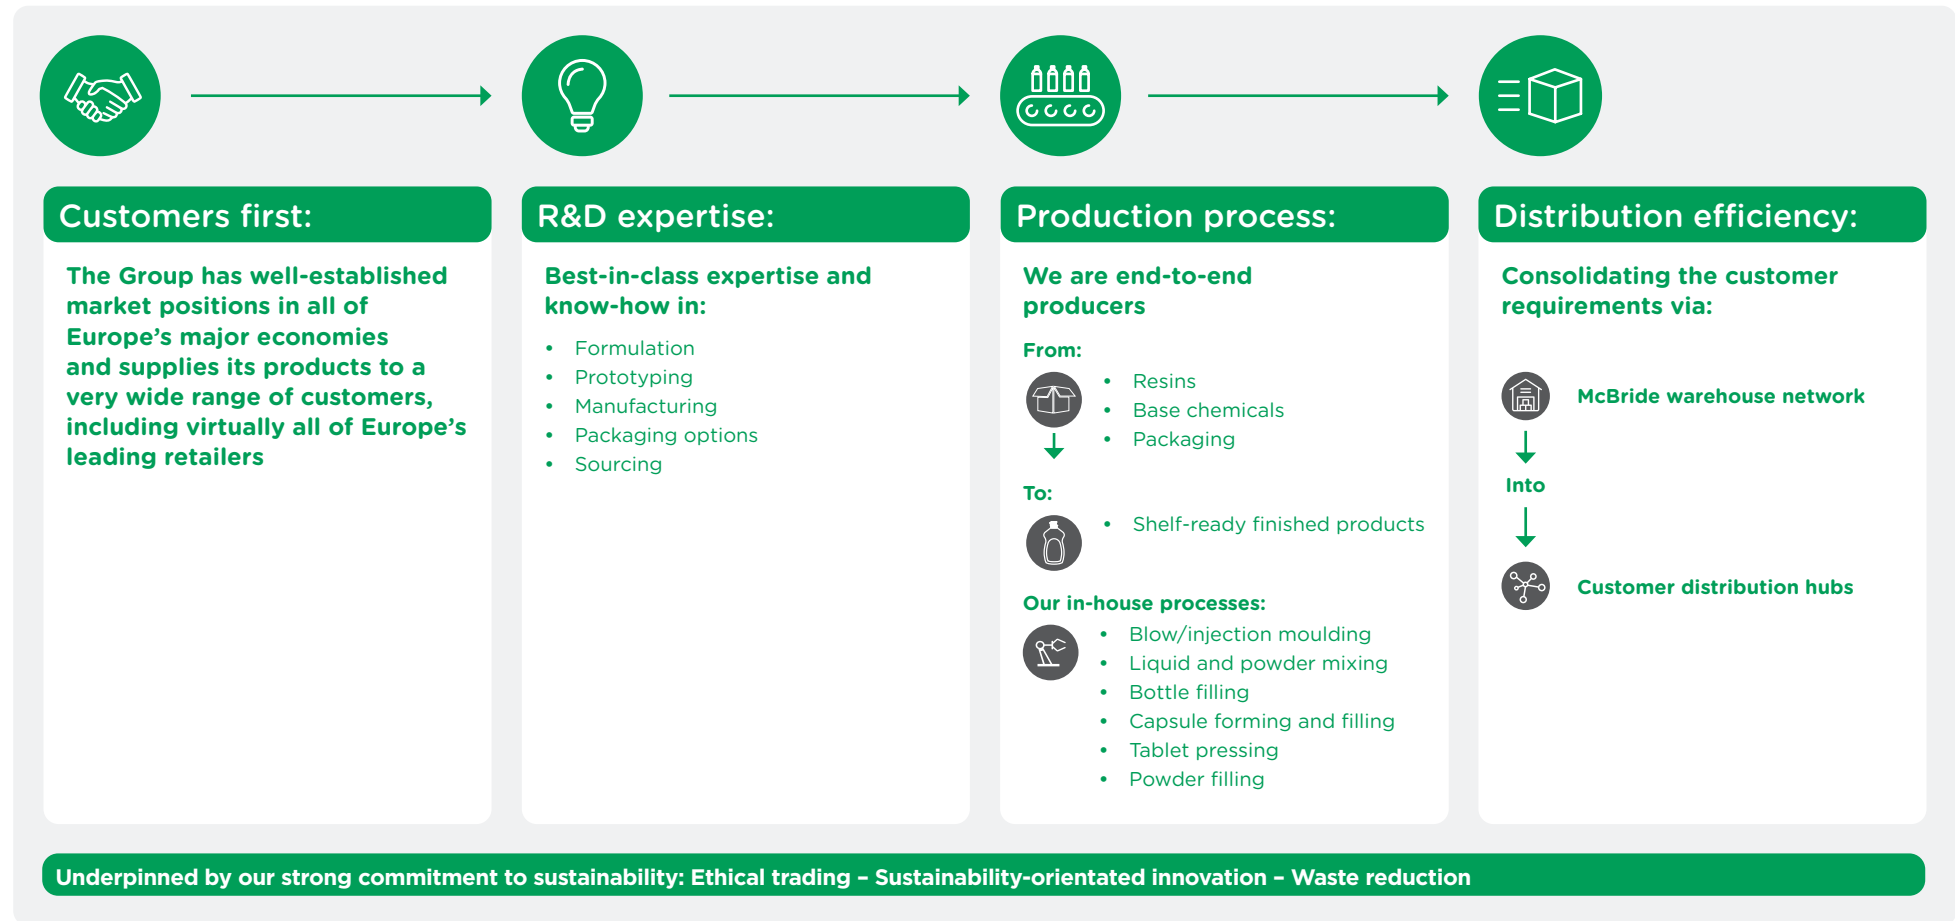 Customers first:
The Group has well-established
market positions in all of
Europe’s major economies
and supplies its products to a
very wide range of customers,
including virtually all of Europe’s
leading retailers
R&D expertise:
Best-in-class expertise and
know-how in:
• Formulation
• Prototyping
• Manufacturing
• Packaging options
• Sourcing
Production process:
We are end-to-end
producers
From:
• Resins
• Base chemicals
• Packaging
To:
• Shelf-ready finished products
Our in-house processes:
• Blow/injection moulding
• Liquid and powder mixing
• Bottle filling
• Capsule forming and filling
• Tablet pressing
• Powder filling
Distribution efficiency:
Consolidating the customer
requirements via:
McBride warehouse network
Into
Customer distribution hubs
Underpinned by our strong commitment to sustainability: Ethical trading – Sustainability-orientated innovation – Waste reduction